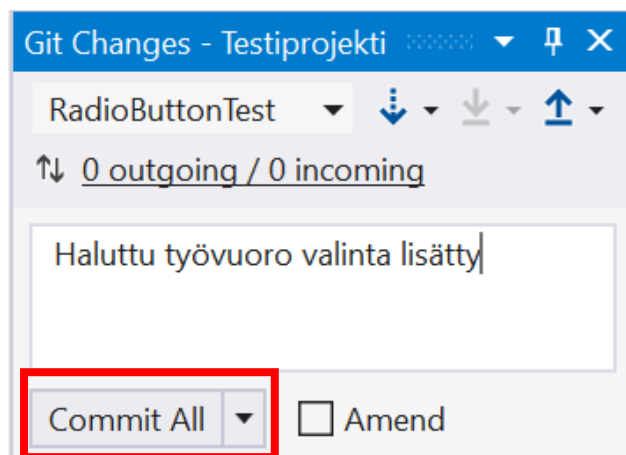 Git Changes - Testiprojekti
RadioButtonTest
0 outgoing / 0 incoming
Haluttu työvuoro valinta lisätty
Commit All
Amend